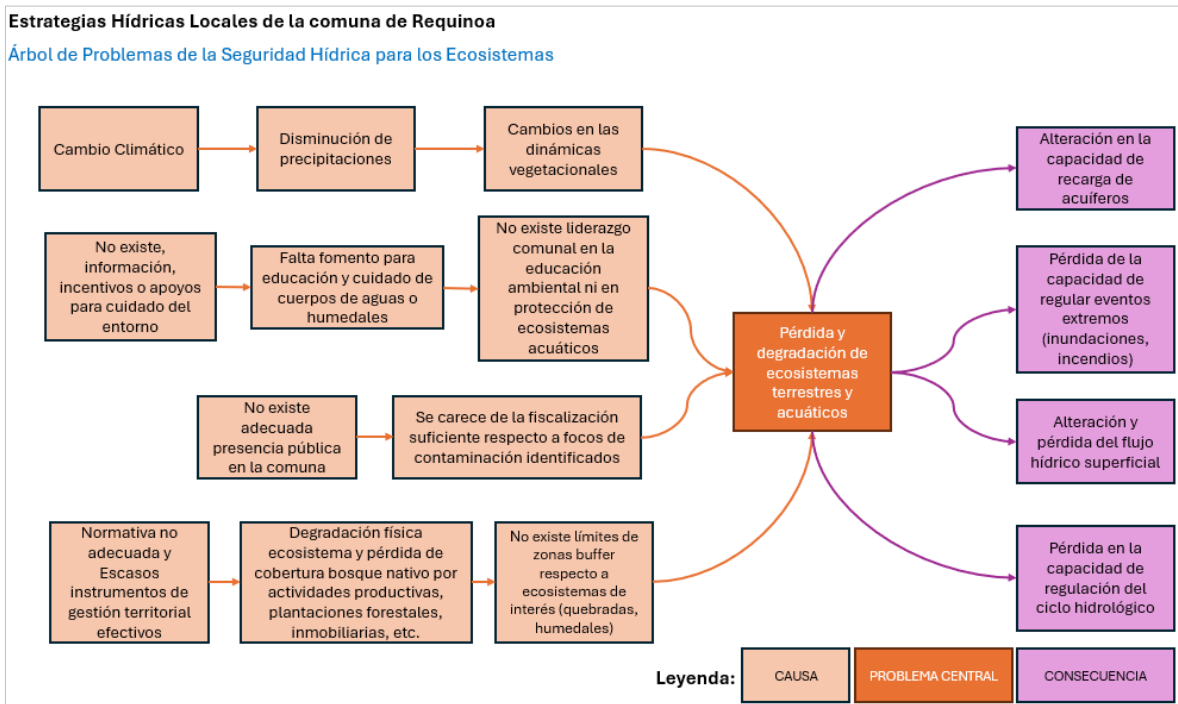 Estrategias Hídricas Locales de la comuna de Requinoa
Árbol de Problemas de la Seguridad Hídrica para los Ecosistemas
Cambio Climático
Disminución de
precipitaciones
Cambios en las
dinámicas
vegetacionales
No existe,
información,
incentivos o apoyos
para cuidado del
entorno
Falta fomento para
educación y cuidado de
cuerpos de aguas o
humedales
No existe liderazgo
comunal en la
educación
ambiental ni en
protección de
ecosistemas
acuáticos
No existe
adecuada
presencia pública
en la comuna
Se carece de la fiscalización
suficiente respecto a focos de
contaminación identificados
Normativa no
adecuada y
Escasos
instrumentos de
gestión territorial
efectivos
Degradación física
ecosistema y pérdida de
cobertura bosque nativo por
actividades productivas,
plantaciones forestales,
inmobiliarias, etc.
No existe límites de
zonas buffer
respecto a
ecosistemas de
interés (quebradas,
humedales)
Pérdida y
degradación de
ecosistemas
terrestres y
acuáticos
Alteración en la
capacidad de
recarga de
acuíferos
Pérdida de la
capacidad de
regular eventos
extremos
(inundaciones,
incendios)
Alteración y
pérdida del flujo
hídrico superficial
Pérdida en la
capacidad de
regulación del
ciclo hidrológico
Leyenda:
CAUSA
PROBLEMA CENTRAL
CONSECUENCIA